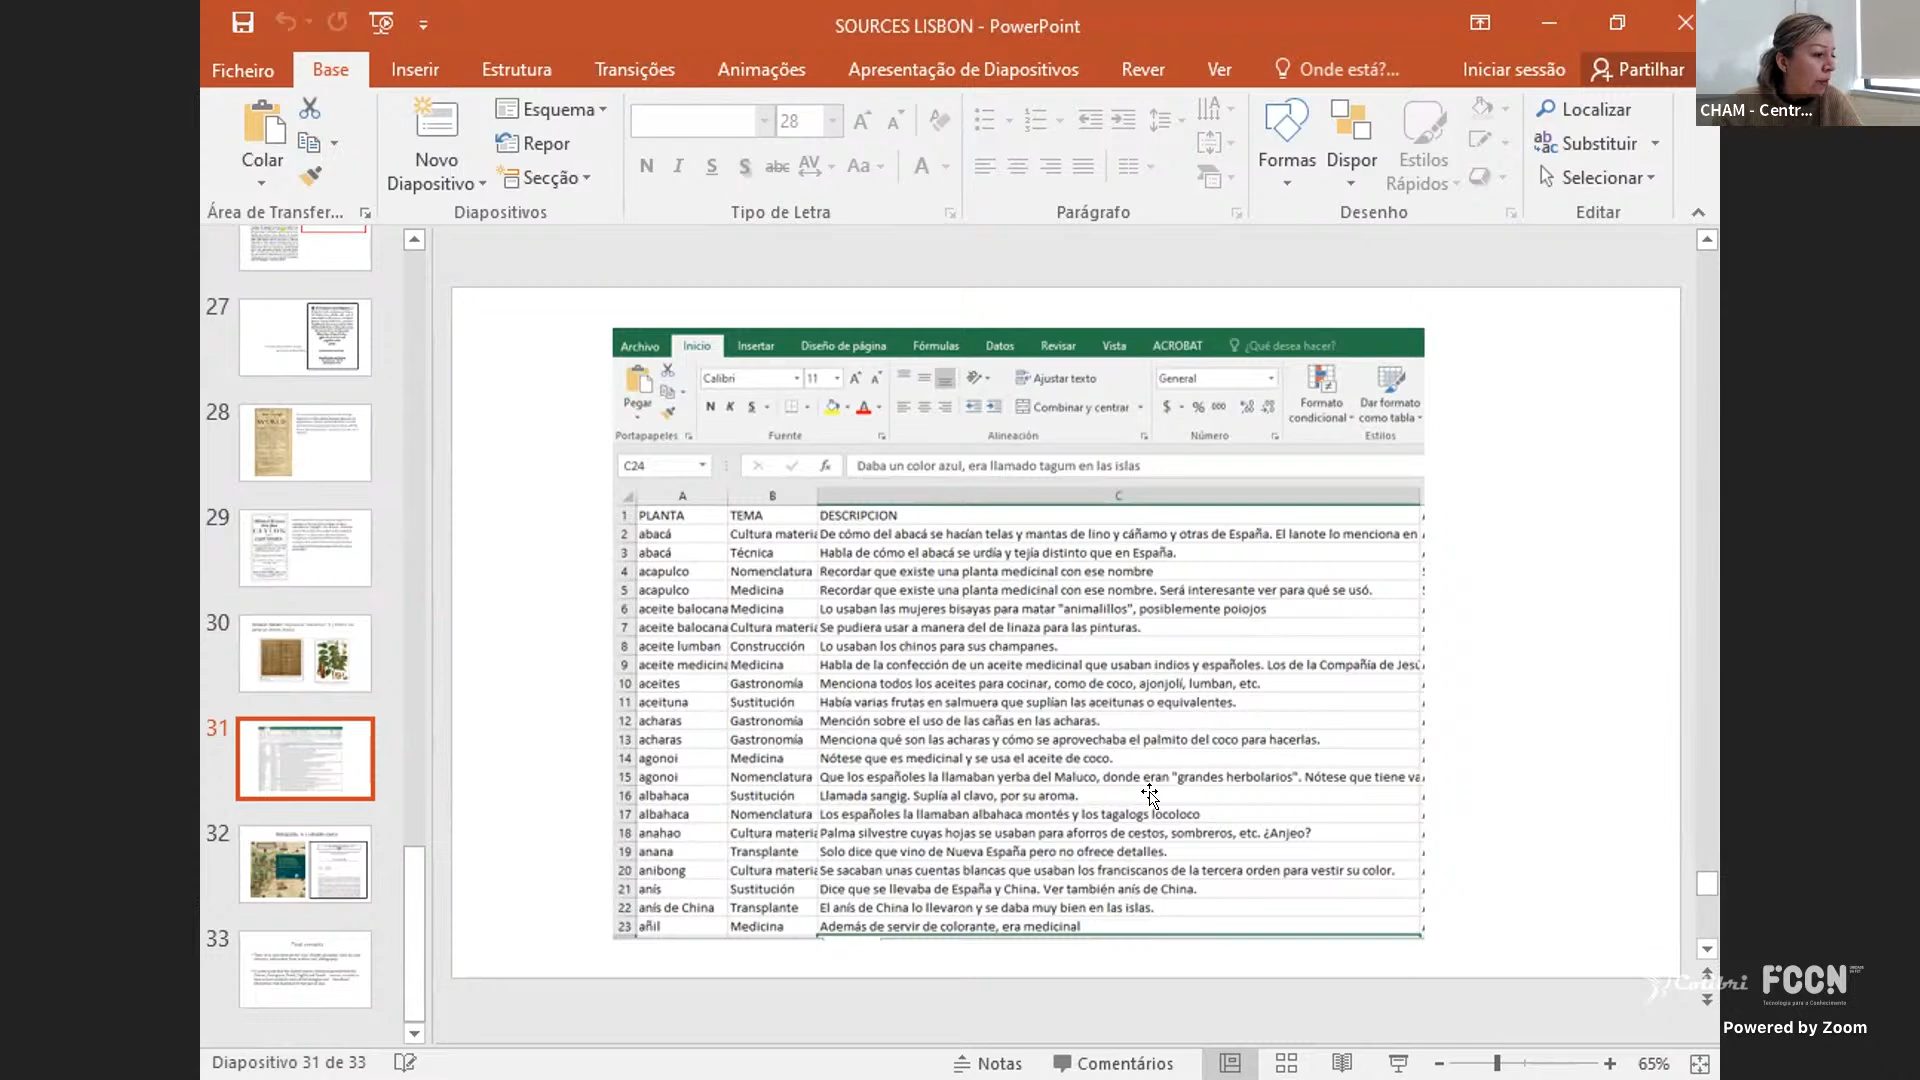 SOURCES LISBON - PowerPoint
Ficheiro Base Inserir Estrutura Transições Animações Apresentação de Diapositivos Rever Ver Onde está?... Iniciar sessão Partilhar
CHAM - Centr...
Colar
Novo Diapositivo
Esquema
Repor
Secção
28
Formas
Dispor
Estilos Rápidos
Localizar
Substituir
Selecionar
Área de Transfer... Diapositivos Tipo de Letra Parágrafo Desenho Editar
27
28
29
30
31
32
33
Archivo Inicio Insertar Diseño de página Fórmulas Datos Revisar Vista ACROBAT ¿Qué desea hacer?
Pegar
Calibri 11
N K S
Ajustar texto
Combinar y centrar
General
$ % 000
Formato condicional
Dar formato como tabla
Portapapeles Fuente Alineación Número Estilos
C24 fx Daba un color azul, era llamado tagum en las islas
A B C
1 PLANTA TEMA DESCRIPCION
2 abacá Cultura materia De cómo del abacá se hacían telas y mantas de lino y cáñamo y otras de España. El lanote lo menciona en
3 abacá Técnica Habla de cómo el abacá se urdía y tejía distinto que en España.
4 acapulco Nomenclatura Recordar que existe una planta medicinal con ese nombre
5 acapulco Medicina Recordar que existe una planta medicinal con ese nombre. Será interesante ver para qué se usó.
6 aceite balocana Medicina Lo usaban las mujeres bisayas para matar "animalillos", posiblemente poiojos
7 aceite balocana Cultura materia Se pudiera usar a manera del de linaza para las pinturas.
8 aceite lumban Construcción Lo usaban los chinos para sus champanes.
9 aceite medicina Medicina Habla de la confección de un aceite medicinal que usaban indios y españoles. Los de la Compañía de Jesú
10 aceites Gastronomía Menciona todos los aceites para cocinar, como de coco, ajonjolí, lumban, etc.
11 aceituna Sustitución Había varias frutas en salmuera que suplían las aceitunas o equivalentes.
12 acharas Gastronomía Mención sobre el uso de las cañas en las acharas.
13 acharas Gastronomía Menciona qué son las acharas y cómo se aprovechaba el palmito del coco para hacerlas.
14 agonoi Medicina Nótese que es medicinal y se usa el aceite de coco.
15 agonoi Nomenclatura Que los españoles la llamaban yerba del Maluco, donde eran "grandes herbolarios". Nótese que tiene va
16 albahaca Sustitución Llamada sangig. Suplía al clavo, por su aroma.
17 albahaca Nomenclatura Los españoles la llamaban albahaca montés y los tagalogs locoloco
18 anahao Cultura materia Palma silvestre cuyas hojas se usaban para aforros de cestos, sombreros, etc. ¿Anjeo?
19 anana Transplante Solo dice que vino de Nueva España pero no ofrece detalles.
20 anibong Cultura materia Se sacaban unas cuentas blancas que usaban los franciscanos de la tercera orden para vestir su color.
21 anís Sustitución Dice que se llevaba de España y China. Ver también anís de China.
22 anís de China Transplante El anís de China lo llevaron y se daba muy bien en las islas.
23 añil Medicina Además de servir de colorante, era medicinal
Colibri FCCN
Tecnologia para o Conhecimento
Powered by Zoom
Diapositivo 31 de 33 Notas Comentários 65%